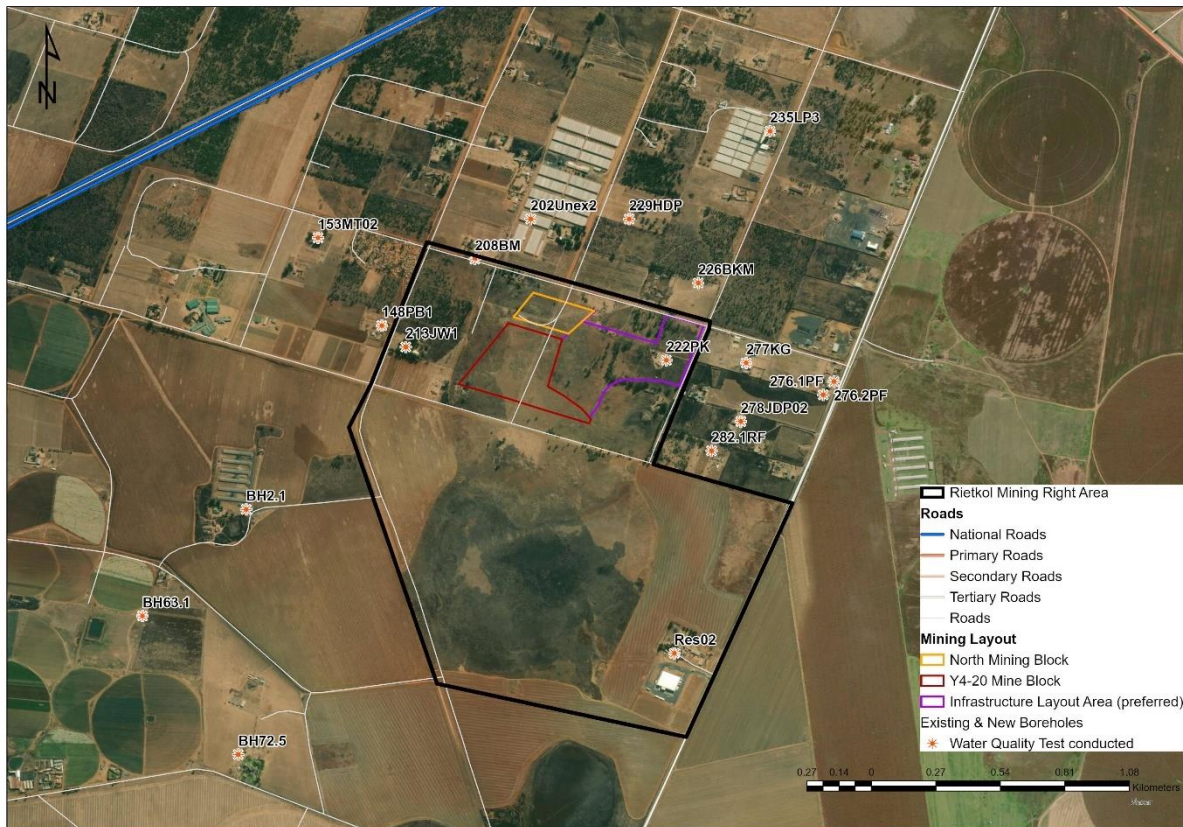 N
235LP3
202Unex2
229HDP
153MT02
208BM
226BKM
148PB1
213JW1
222PK
277KG
276.1PF
276.2PF
278JDP02
282.1RF
BH2.1
BH63.1
Res02
BH72.5
Rietkol Mining Right Area
Roads
National Roads
Primary Roads
Secondary Roads
Tertiary Roads
Roads
Mining Layout
North Mining Block
Y4-20 Mine Block
Infrastructure Layout Area (preferred)
Existing & New Boreholes
Water Quality Test conducted
0.27 0.14 0 0.27 0.54 0.81 1.08
Kilometers